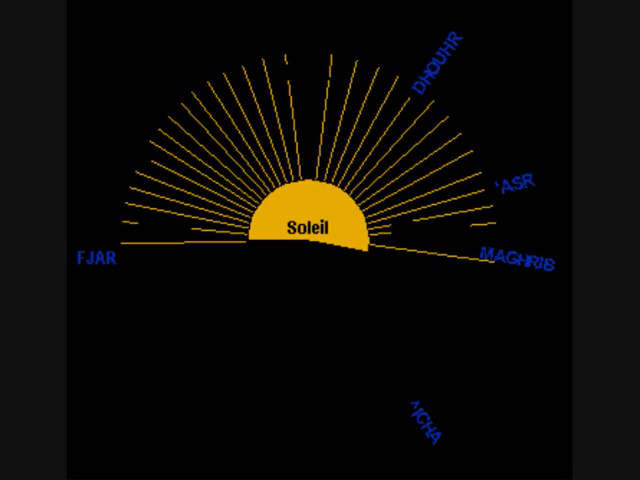 DHOUHR
'ASR
Soleil
FJAR
MAGHRIB
'ICHA